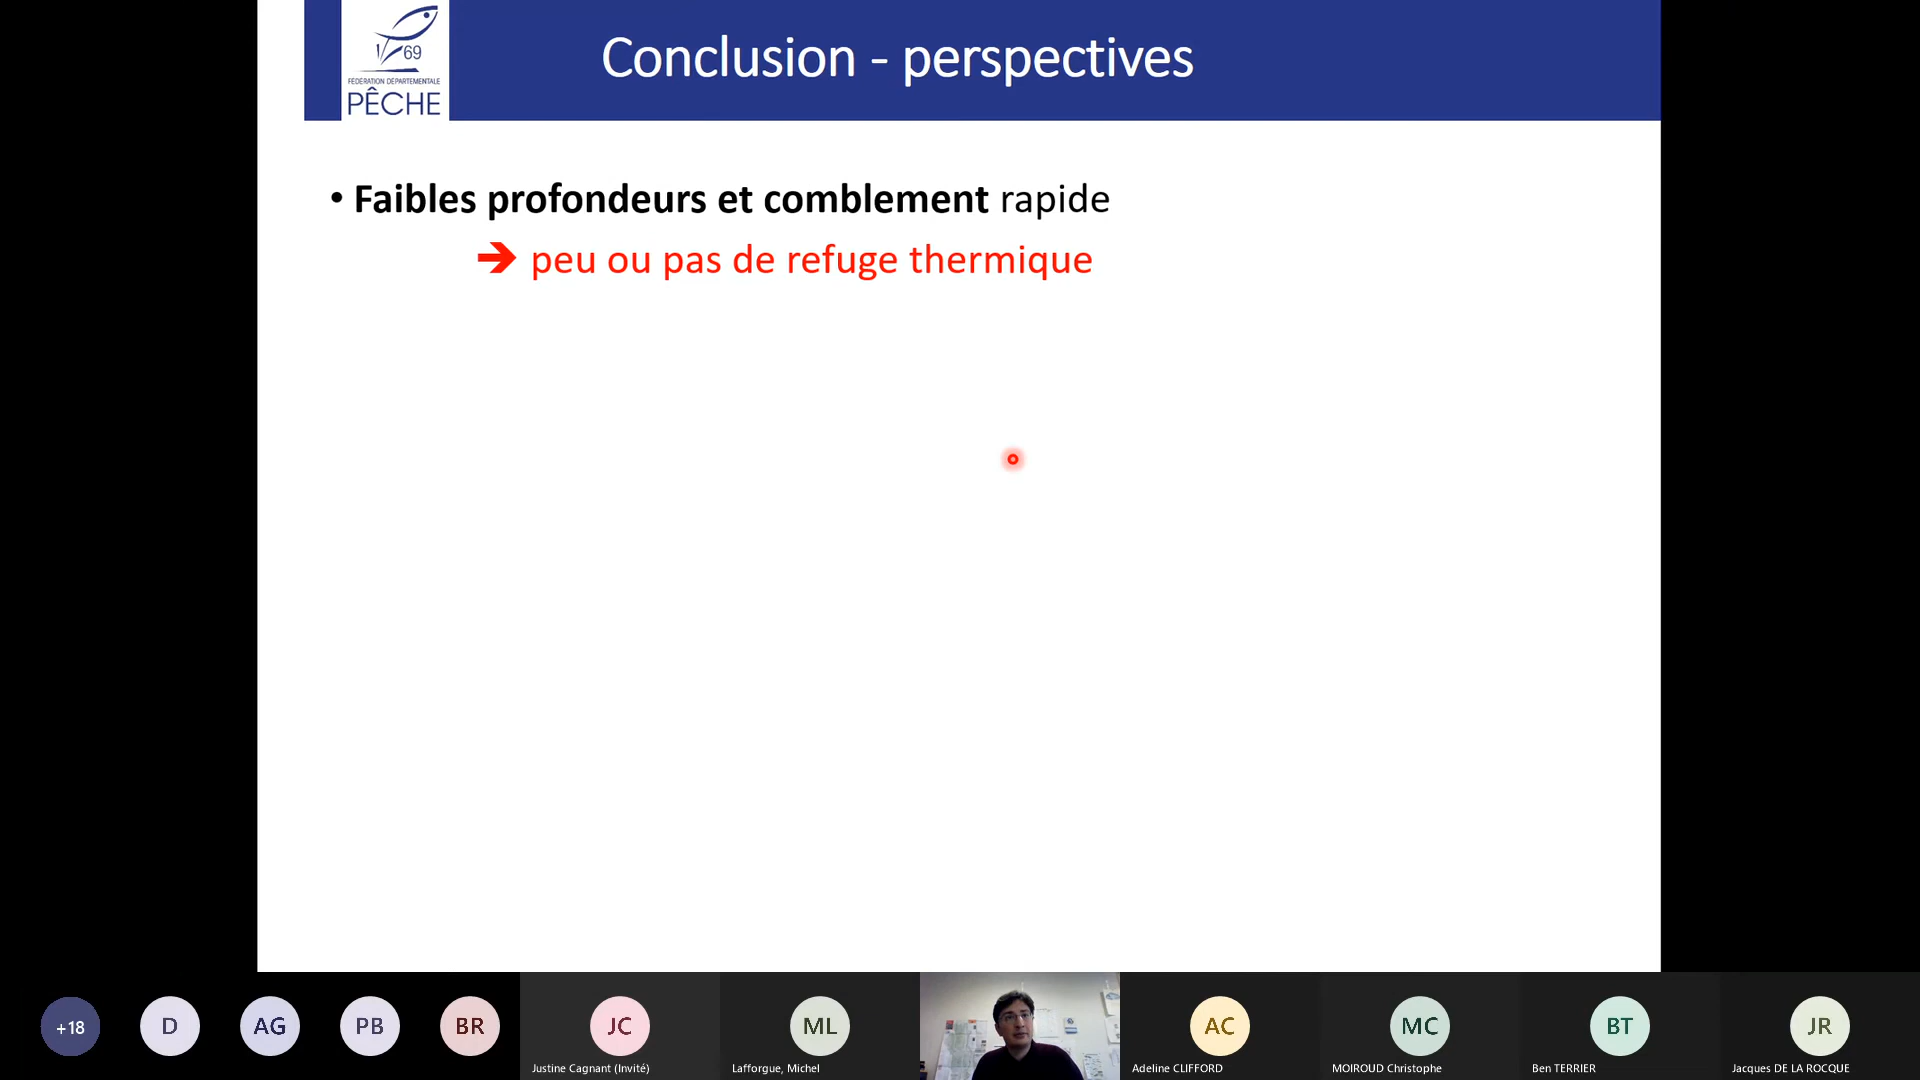 69
FÉDÉRATION DÉPARTEMENTALE
PÊCHE
Conclusion - perspectives
• Faibles profondeurs et comblement rapide
➔ peu ou pas de refuge thermique
+18
D
AG
PB
BR
JC
Justine Cagnant (Invité)
ML
Lafforgue, Michel
AC
Adeline CLIFFORD
MC
MOIROUD Christophe
BT
Ben TERRIER
JR
Jacques DE LA ROCQUE